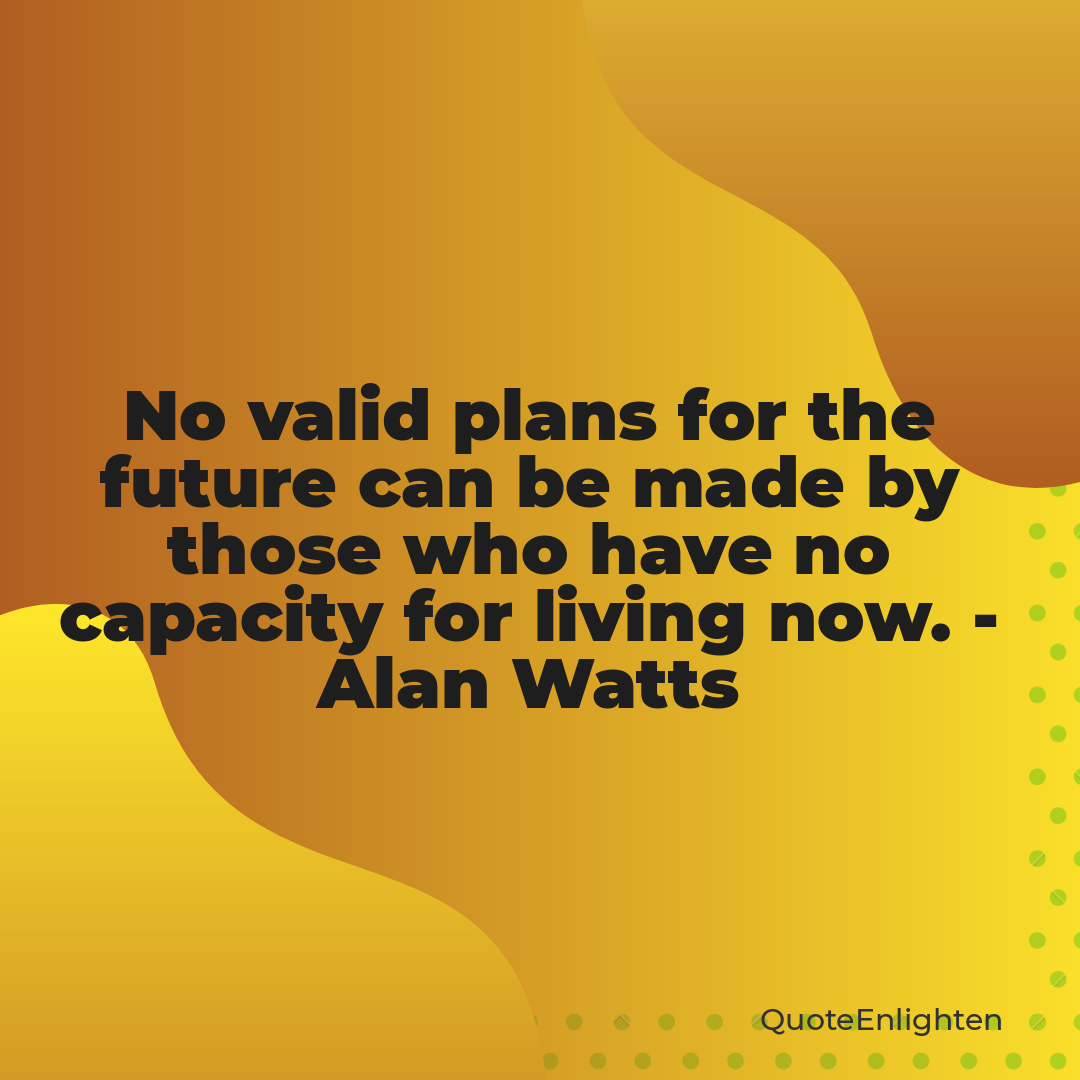 No valid plans for the
future can be made by
those who have no
capacity for living now. -
Alan Watts
QuoteEnlighten